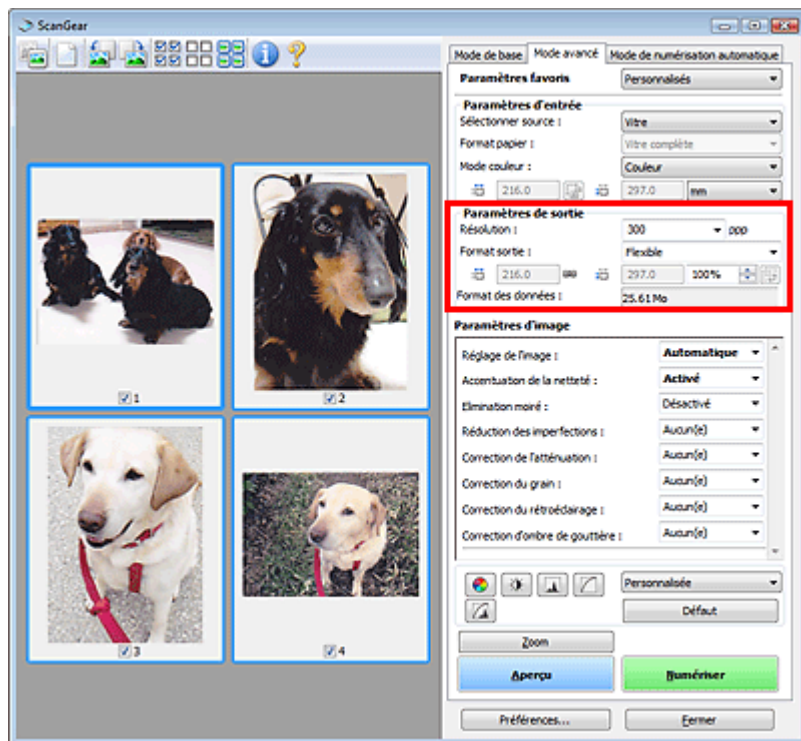 ScanGear
Mode de base Mode avancé Mode de numérisation automatique
Paramètres favoris Personnalisés
Paramètres d'entrée
Sélectionner source : Vitre
Format papier : Vitre complète
Mode couleur : Couleur
216.0 297.0 mm
Paramètres de sortie
Résolution : 300 ppp
Format sortie : Flexible
216.0 297.0 100%
Format des données : 25.61 Mo
Paramètres d'image
Réglage de l'image : Automatique
Accentuation de la netteté : Activé
Elimination moiré : Désactivé
Réduction des imperfections : Aucun(e)
Correction de l'atténuation : Aucun(e)
Correction du grain : Aucun(e)
Correction du rétroéclairage : Aucun(e)
Correction d'ombre de gouttière : Aucun(e)
Personnalisée
Défaut
Zoom
Aperçu Numériser
Préférences... Fermer
1 2
3 4